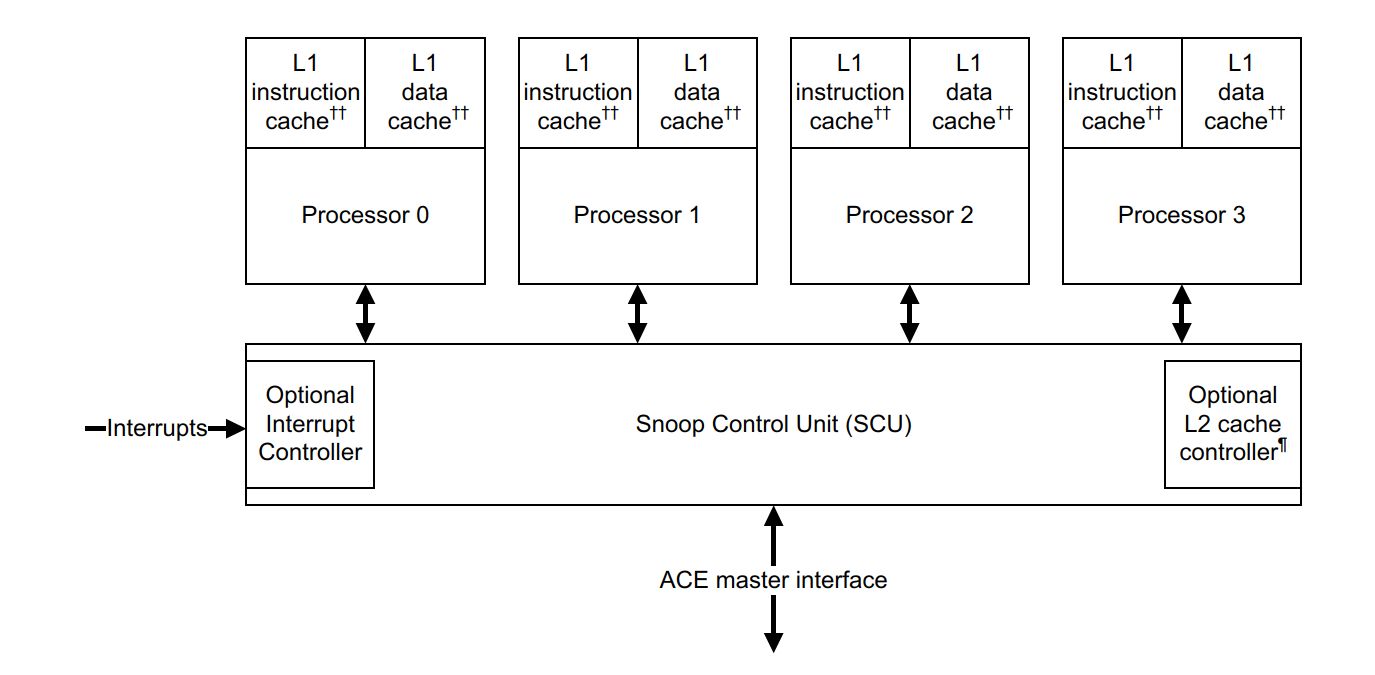 L1
instruction
cache††
L1
data
cache††
L1
instruction
cache††
L1
data
cache††
L1
instruction
cache††
L1
data
cache††
L1
instruction
cache††
L1
data
cache††
Processor 0
Processor 1
Processor 2
Processor 3
Interrupts
Optional
Interrupt
Controller
Snoop Control Unit (SCU)
Optional
L2 cache
controller¶
ACE master interface